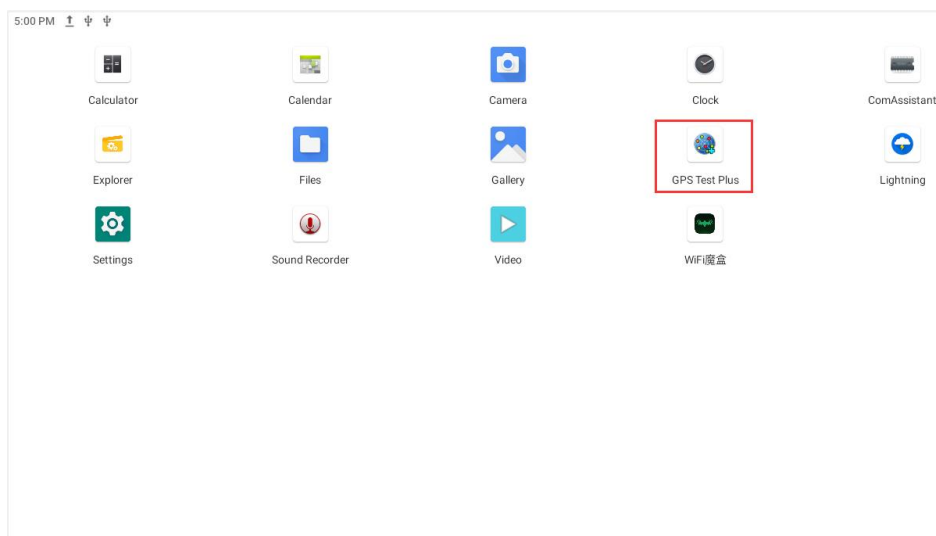 5:00 PM
Calculator Calendar Camera Clock ComAssistant
Explorer Files Gallery GPS Test Plus Lightning
Settings Sound Recorder Video WiFi魔盒